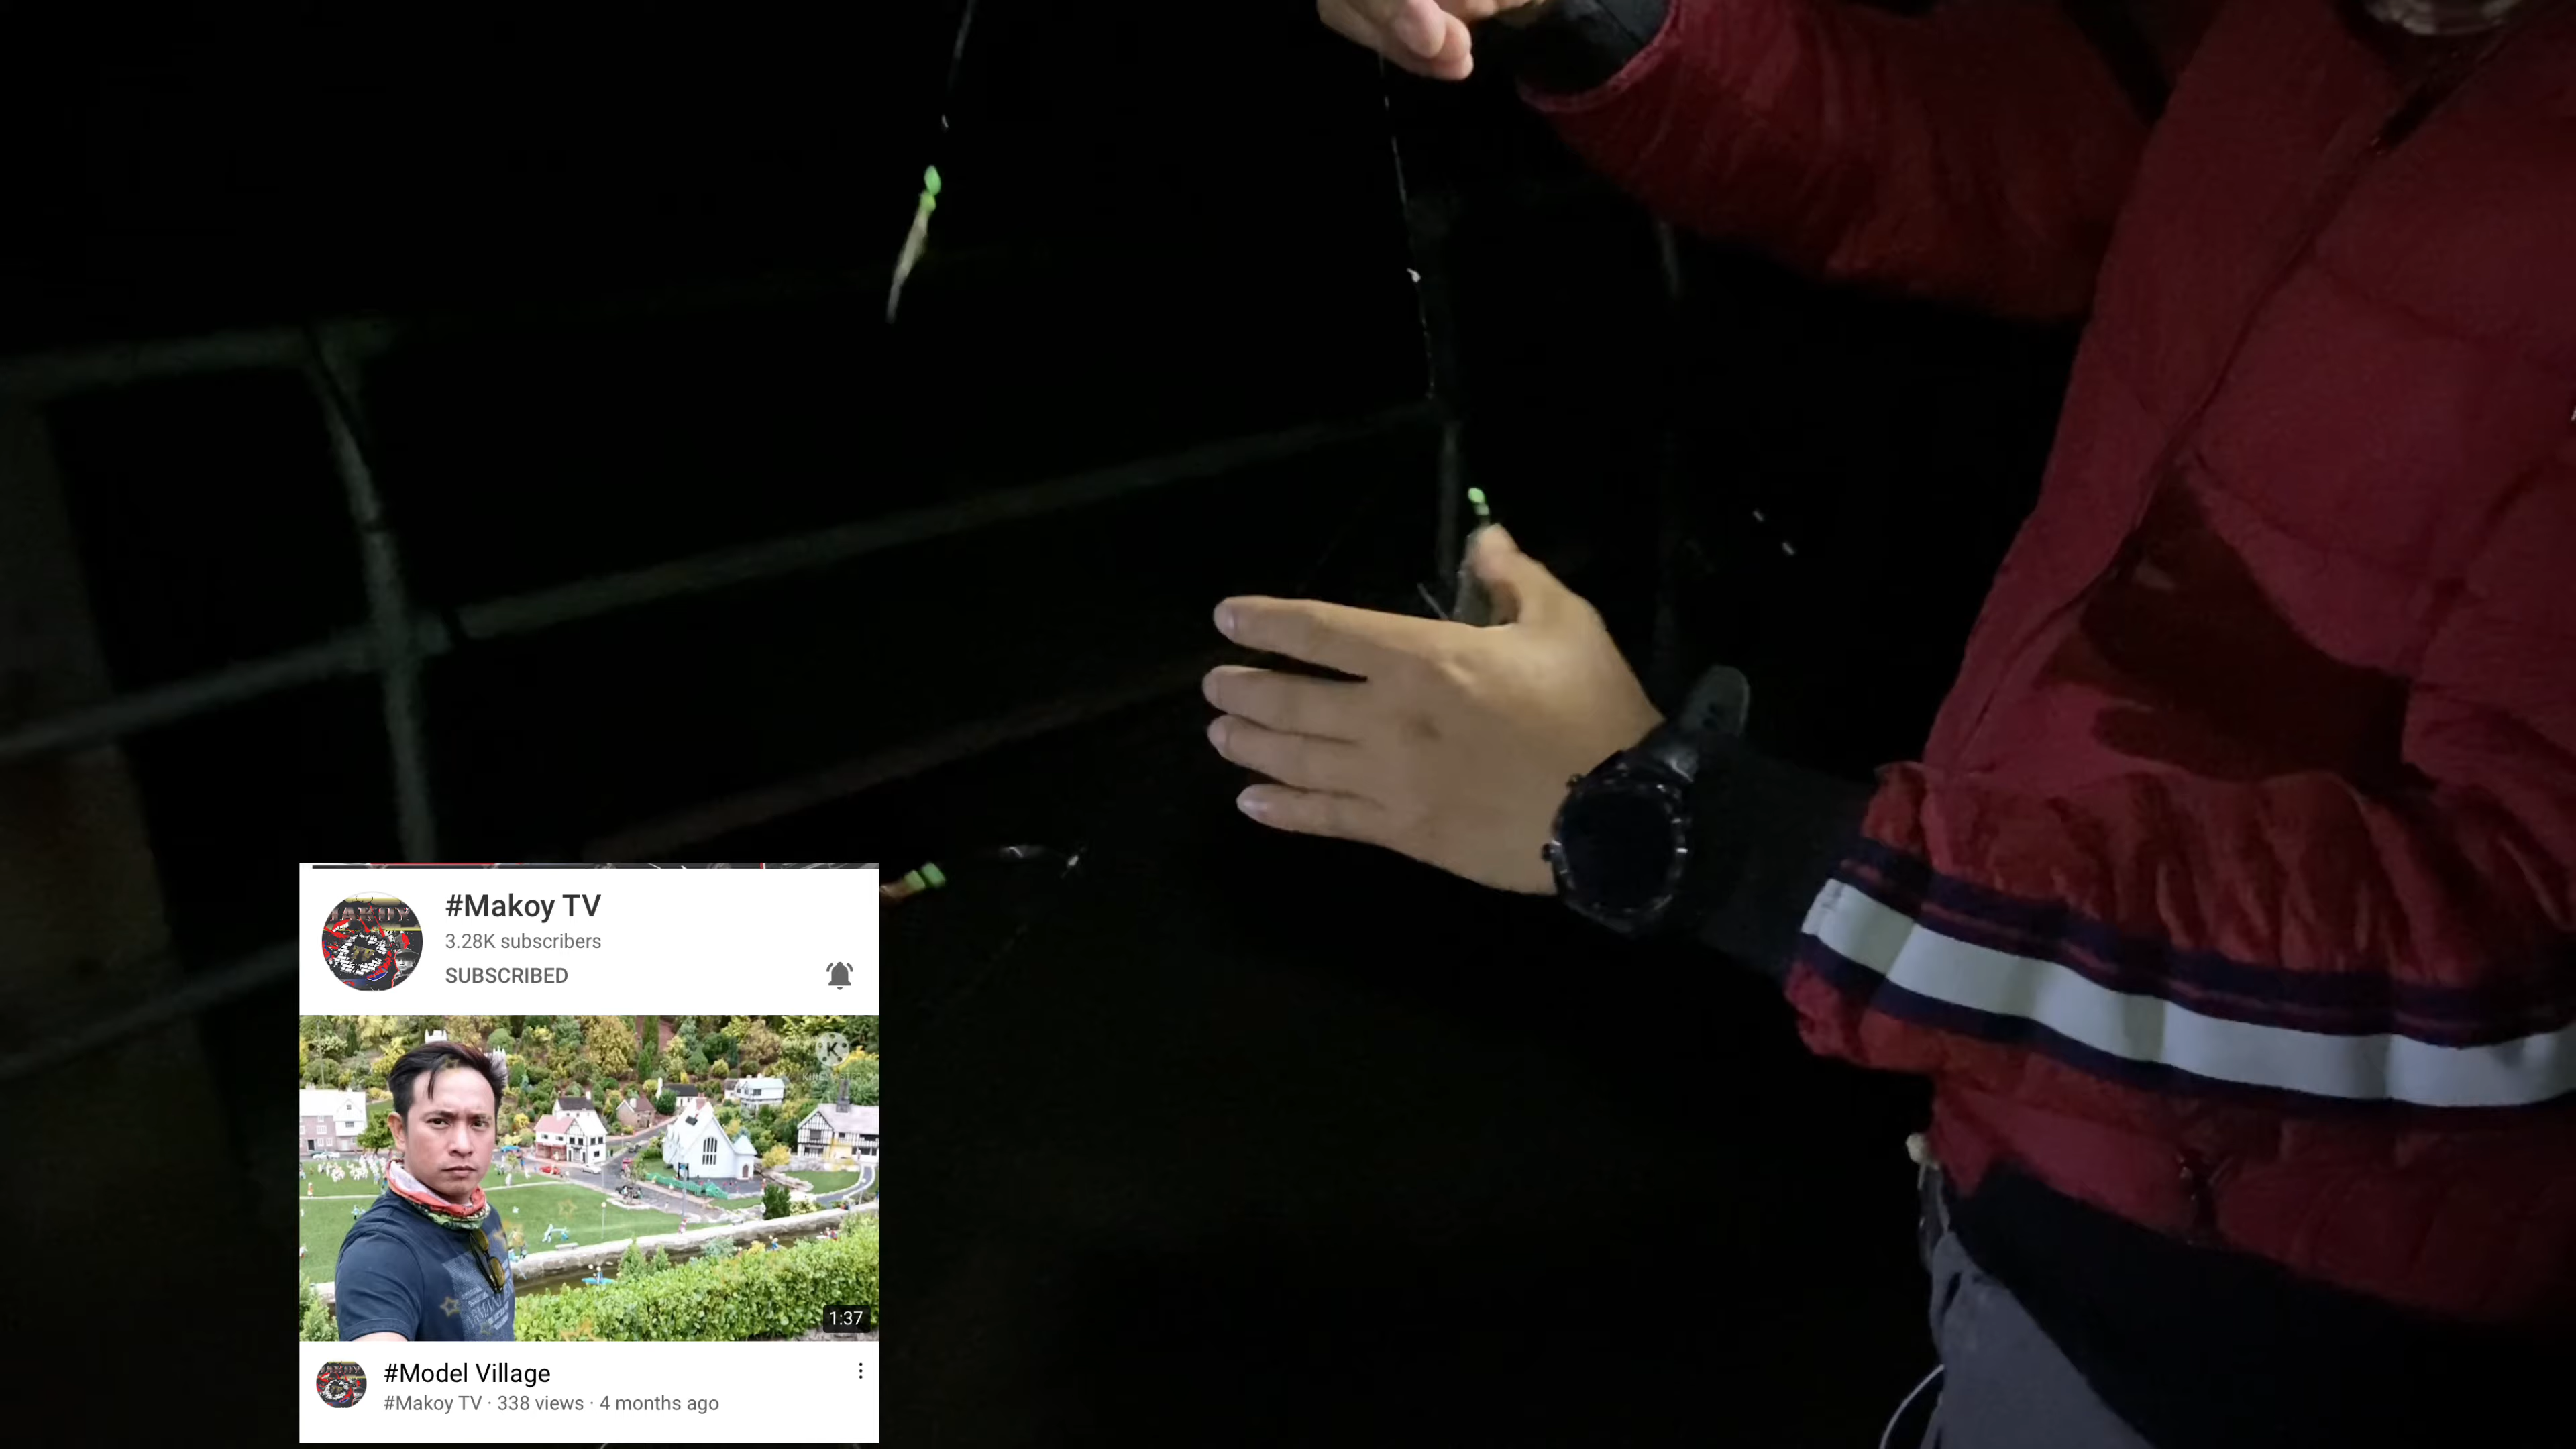 #Makoy TV
3.28K subscribers
SUBSCRIBED
K
1:37
#Model Village
#Makoy TV · 338 views · 4 months ago